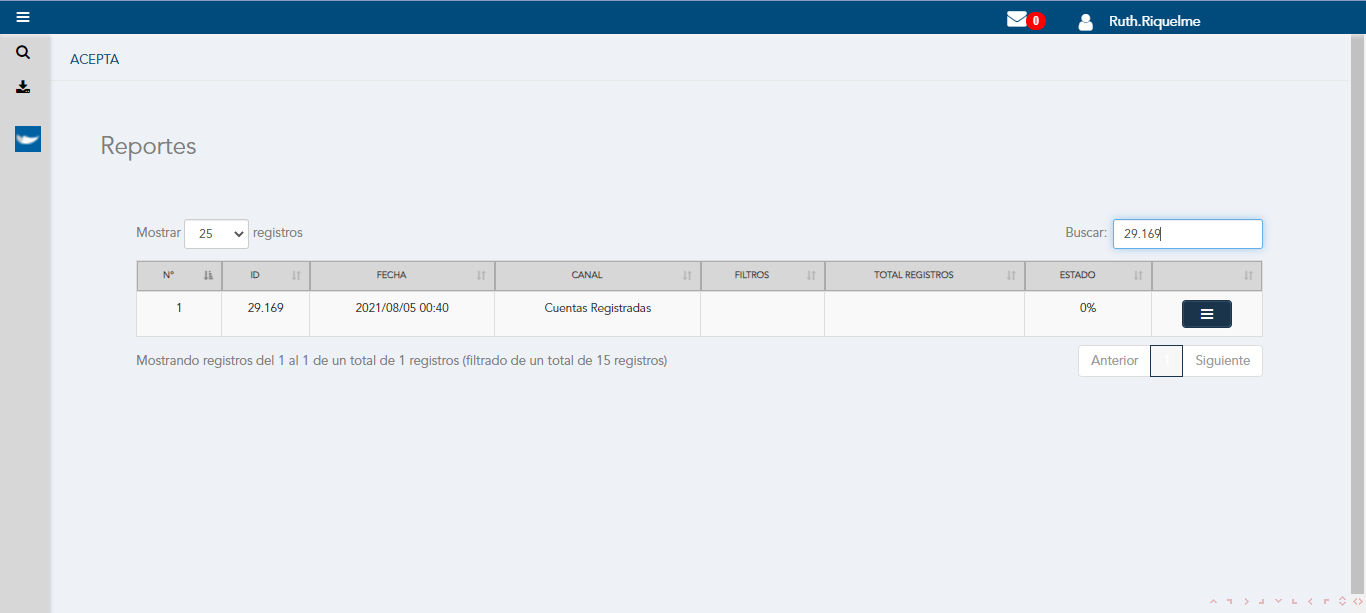 0 Ruth.Riquelme
ACEPTA
Reportes
Mostrar 25 registros Buscar: 29.169
N° ID FECHA CANAL FILTROS TOTAL REGISTROS ESTADO
1 29.169 2021/08/05 00:40 Cuentas Registradas 0%
Mostrando registros del 1 al 1 de un total de 1 registros (filtrado de un total de 15 registros) Anterior 1 Siguiente